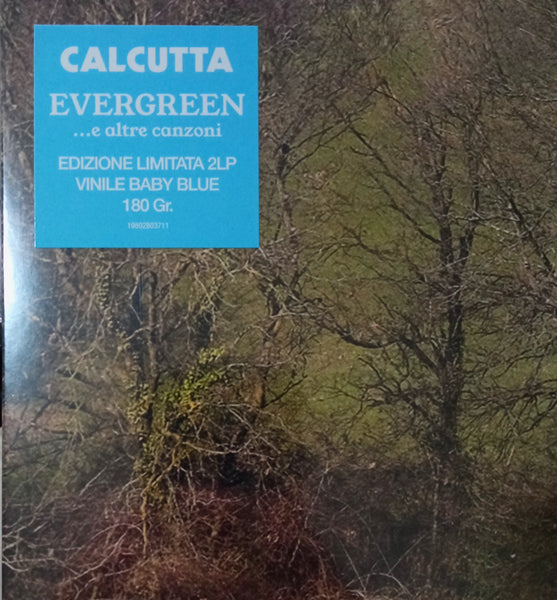 CALCUTTA
EVERGREEN
...e altre canzoni
EDIZIONE LIMITATA 2LP
VINILE BABY BLUE
180 Gr.
19802803711